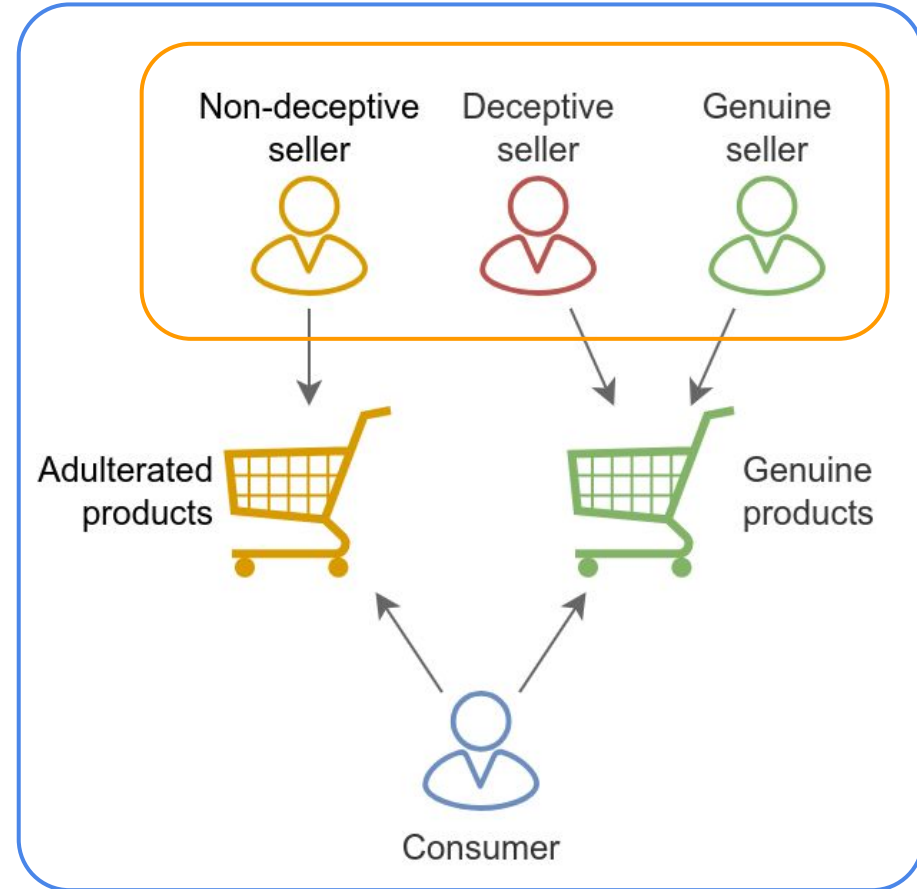 Non-deceptive
seller
Deceptive
seller
Genuine
seller
Adulterated
products
Genuine
products
Consumer